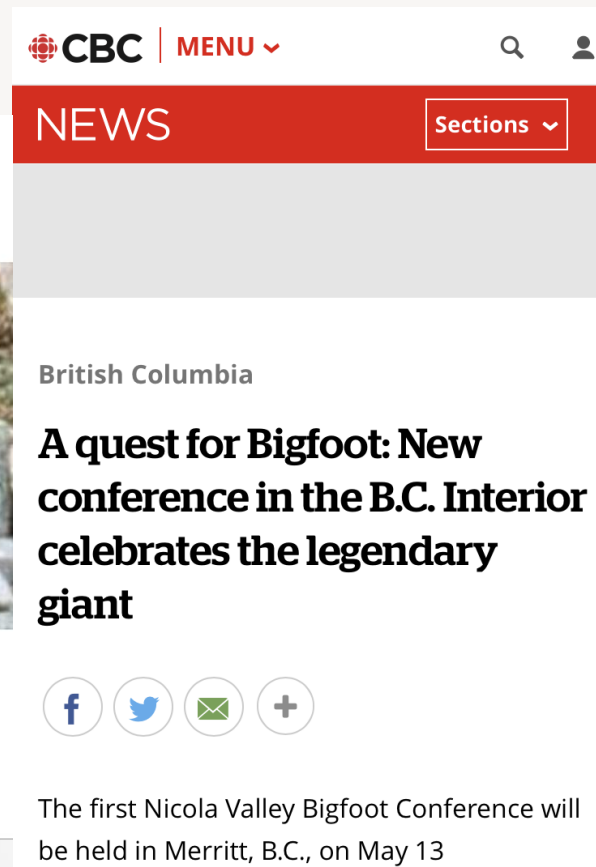 CBC MENU
NEWS
Sections
British Columbia
A quest for Bigfoot: New
conference in the B.C. Interior
celebrates the legendary
giant
The first Nicola Valley Bigfoot Conference will
be held in Merritt, B.C., on May 13